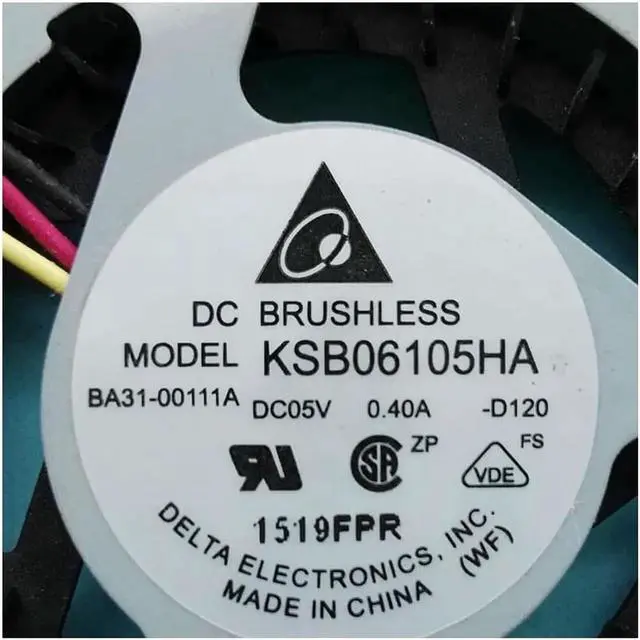 DC BRUSHLESS
MODEL KSB06105HA
BA31-00111A DC05V 0.40A -D120
ZP FS
VDE
1519FPR
DELTA ELECTRONICS, INC.
MADE IN CHINA (WF)